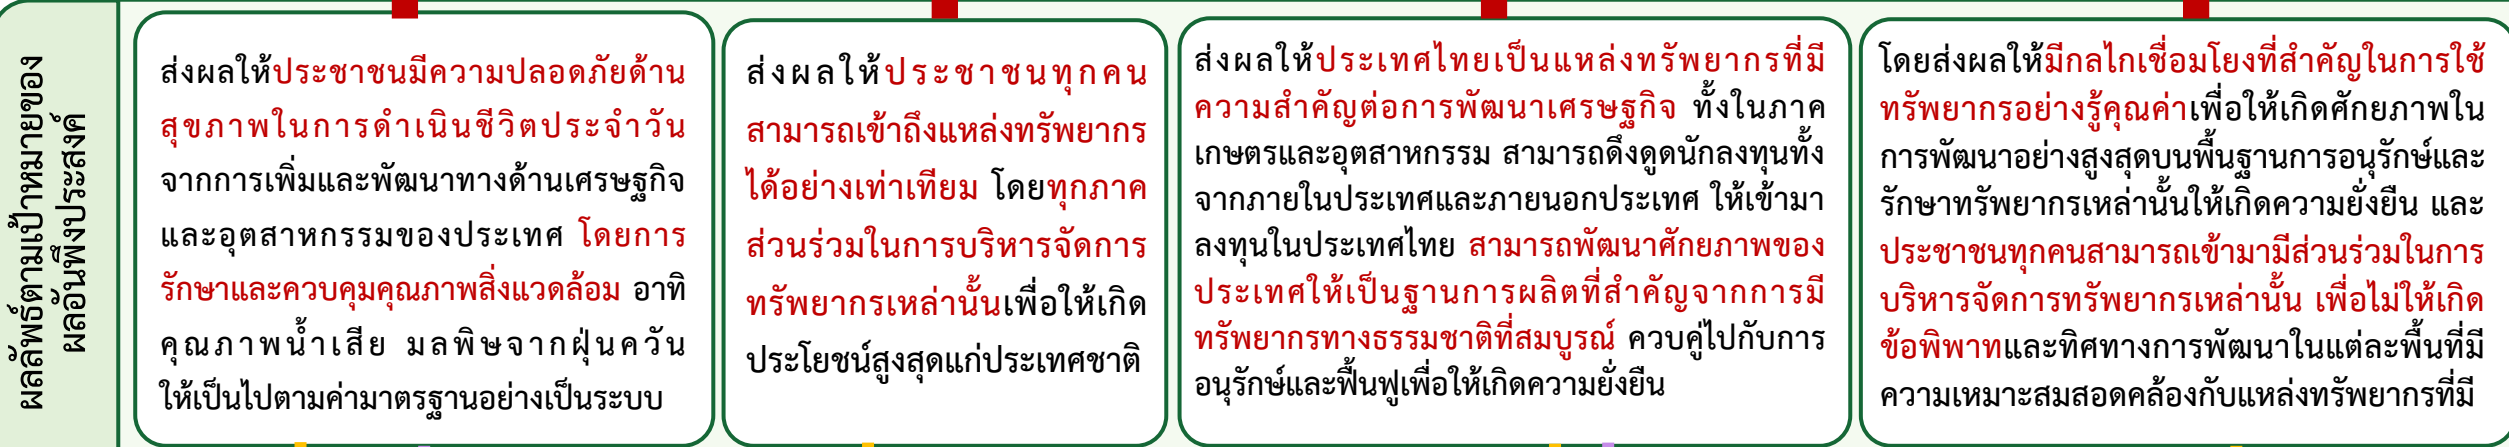 ผลลัพธ์ตามเป้าหมายของ
ผลอันพึงประสงค์
ส่งผลให้ประชาชนมีความปลอดภัยด้าน
สุขภาพในการดำเนินชีวิตประจำวัน
จากการเพิ่มและพัฒนาทางด้านเศรษฐกิจ
และอุตสาหกรรมของประเทศ โดยการ
รักษาและควบคุมคุณภาพสิ่งแวดล้อม อาทิ
คุณภาพน้ำเสีย มลพิษจากฝุ่นควัน
ให้เป็นไปตามค่ามาตรฐานอย่างเป็นระบบ
ส่งผลให้ประชาชนทุกคน
สามารถเข้าถึงแหล่งทรัพยากร
ได้อย่างเท่าเทียม โดยทุกภาค
ส่วนร่วมในการบริหารจัดการ
ทรัพยากรเหล่านั้นเพื่อให้เกิด
ประโยชน์สูงสุดแก่ประเทศชาติ
ส่งผลให้ประเทศไทยเป็นแหล่งทรัพยากรที่มี
ความสำคัญต่อการพัฒนาเศรษฐกิจ ทั้งในภาค
เกษตรและอุตสาหกรรม สามารถดึงดูดนักลงทุนทั้ง
จากภายในประเทศและภายนอกประเทศ ให้เข้ามา
ลงทุนในประเทศไทย สามารถพัฒนาศักยภาพของ
ประเทศให้เป็นฐานการผลิตที่สำคัญจากการมี
ทรัพยากรทางธรรมชาติที่สมบูรณ์ ควบคู่ไปกับการ
อนุรักษ์และฟื้นฟูเพื่อให้เกิดความยั่งยืน
โดยส่งผลให้มีกลไกเชื่อมโยงที่สำคัญในการใช้
ทรัพยากรอย่างรู้คุณค่าเพื่อให้เกิดศักยภาพใน
การพัฒนาอย่างสูงสุดบนพื้นฐานการอนุรักษ์และ
รักษาทรัพยากรเหล่านั้นให้เกิดความยั่งยืน และ
ประชาชนทุกคนสามารถเข้ามามีส่วนร่วมในการ
บริหารจัดการทรัพยากรเหล่านั้น เพื่อไม่ให้เกิด
ข้อพิพาทและทิศทางการพัฒนาในแต่ละพื้นที่มี
ความเหมาะสมสอดคล้องกับแหล่งทรัพยากรที่มี